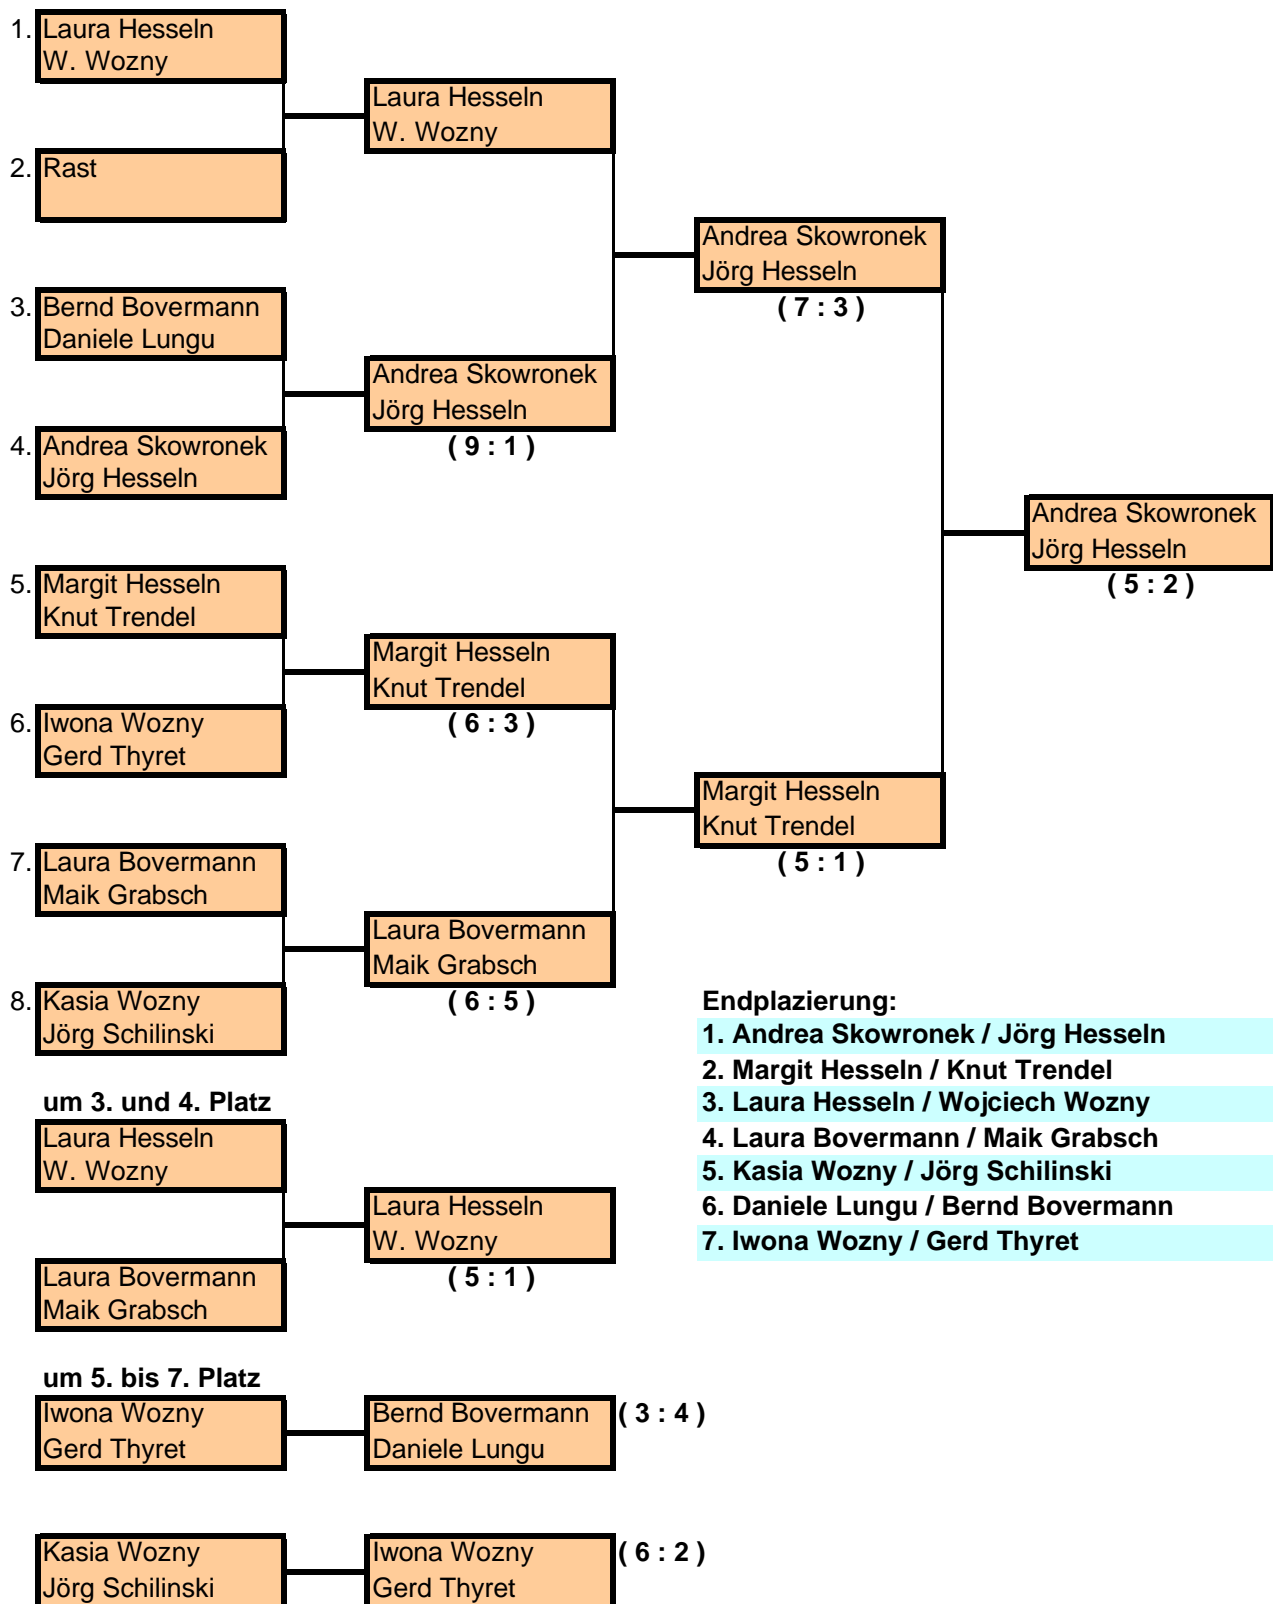 1. Laura Hesseln
W. Wozny
2. Rast
3. Bernd Bovermann
Daniele Lungu
4. Andrea Skowronek
Jörg Hesseln
5. Margit Hesseln
Knut Trendel
6. Iwona Wozny
Gerd Thyret
7. Laura Bovermann
Maik Grabsch
8. Kasia Wozny
Jörg Schilinski
Laura Hesseln
W. Wozny
Andrea Skowronek
Jörg Hesseln
( 9 : 1 )
Margit Hesseln
Knut Trendel
( 6 : 3 )
Laura Bovermann
Maik Grabsch
( 6 : 5 )
Andrea Skowronek
Jörg Hesseln
( 7 : 3 )
Margit Hesseln
Knut Trendel
( 5 : 1 )
Andrea Skowronek
Jörg Hesseln
( 5 : 2 )
um 3. und 4. Platz
Laura Hesseln
W. Wozny
Laura Bovermann
Maik Grabsch
Laura Hesseln
W. Wozny
( 5 : 1 )
um 5. bis 7. Platz
Iwona Wozny
Gerd Thyret
Bernd Bovermann
Daniele Lungu
( 3 : 4 )
Kasia Wozny
Jörg Schilinski
Iwona Wozny
Gerd Thyret
( 6 : 2 )
Endplazierung:
1. Andrea Skowronek / Jörg Hesseln
2. Margit Hesseln / Knut Trendel
3. Laura Hesseln / Wojciech Wozny
4. Laura Bovermann / Maik Grabsch
5. Kasia Wozny / Jörg Schilinski
6. Daniele Lungu / Bernd Bovermann
7. Iwona Wozny / Gerd Thyret